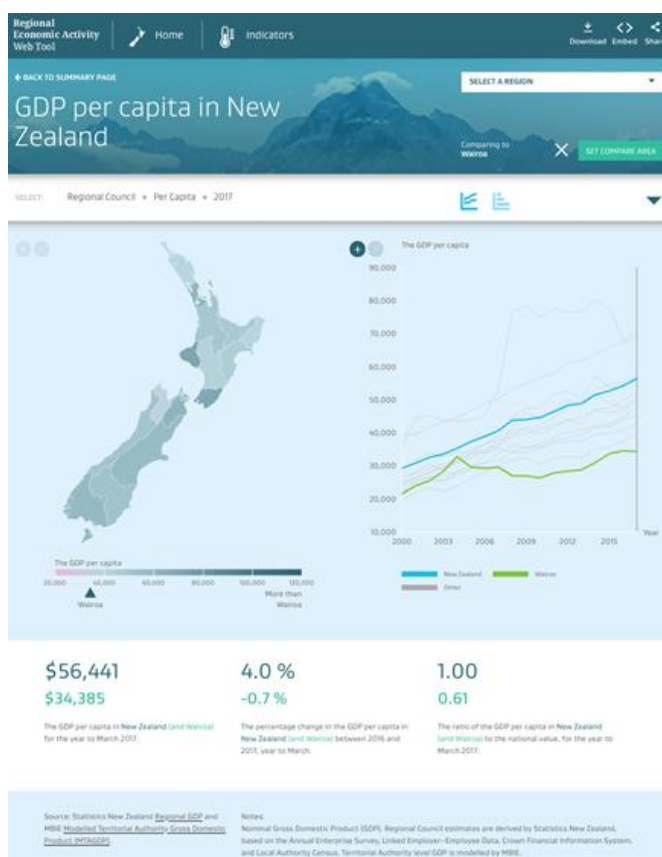 Regional
Economic Activity
Web Tool
Home
Indicators
Download Embed Share
BACK TO SUMMARY PAGE
GDP per capita in New
Zealand
SELECT A REGION
Comparing to
Wairoa
SET COMPARE AREA
SELECT: Regional Council Per Capita 2017
The GDP per capita
90,000
80,000
70,000
60,000
50,000
40,000
30,000
20,000
10,000
2000 2003 2006 2009 2012 2015
Year
New Zealand Wairoa
Other
The GDP per capita
20,000 40,000 60,000 80,000 100,000 120,000
Wairoa
More than
Wairoa
$56,441
$34,385
The GDP per capita in New Zealand (and Wairoa)
for the year to March 2017.
4.0 %
-0.7 %
The percentage change in the GDP per capita in
New Zealand (and Wairoa) between 2016 and
2017, year to March.
1.00
0.61
The ratio of the GDP per capita in New Zealand
(and Wairoa) to the national value, for the year to
March 2017.
Source: Statistics New Zealand Regional GDP and
MBIE Modelled Territorial Authority Gross Domestic
Product (MTAGDP).
Notes
Nominal Gross Domestic Product (GDP). Regional Council estimates are derived by Statistics New Zealand,
based on the Annual Enterprise Survey, Linked Employer-Employee Data, Crown Financial Information System,
and Local Authority Census. Territorial Authority level GDP is modelled by MBIE.